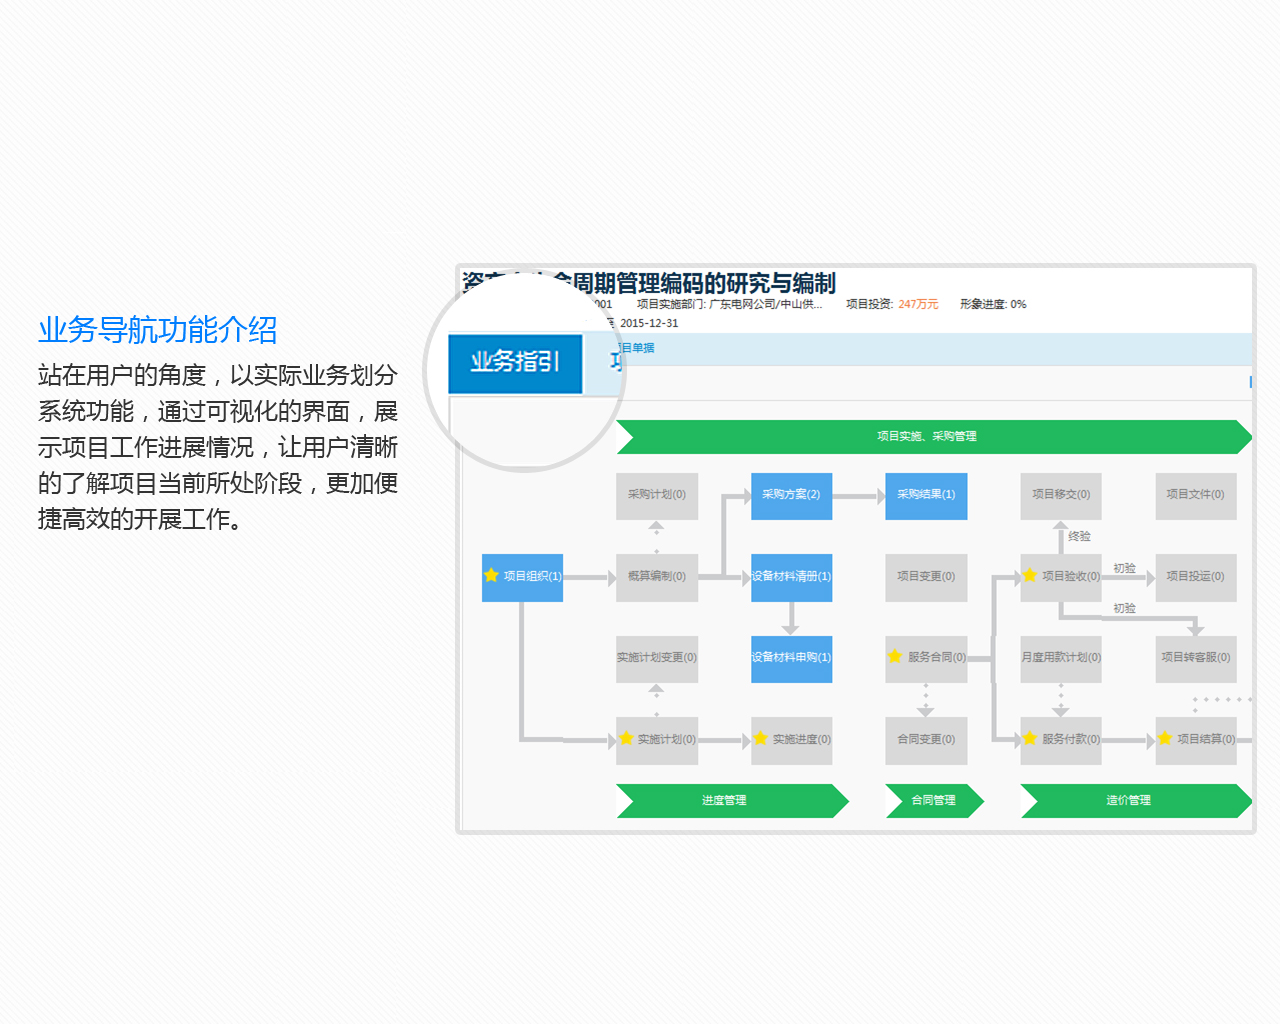 业务导航功能介绍
站在用户的角度，以实际业务划分
系统功能，通过可视化的界面，展
示项目工作进展情况，让用户清晰
的了解项目当前所处阶段，更加便
捷高效的开展工作。
周期管理编码的研究与编制
001 项目实施部门: 广东电网公司/中山供... 项目投资: 247万元 形象进度: 0%
2015-12-31
业务指引
目单据
项目实施、采购管理
采购计划(0) 采购方案(2) 采购结果(1) 项目移交(0) 项目文件(0)
终验
项目组织(1) 概算编制(0) 设备材料清册(1) 项目变更(0) 项目验收(0) 初验 项目投运(0)
初验
实施计划变更(0) 设备材料申购(1) 服务合同(0) 月度用款计划(0) 项目转客服(0)
实施计划(0) 实施进度(0) 合同变更(0) 服务付款(0) 项目结算(0)
进度管理 合同管理 造价管理